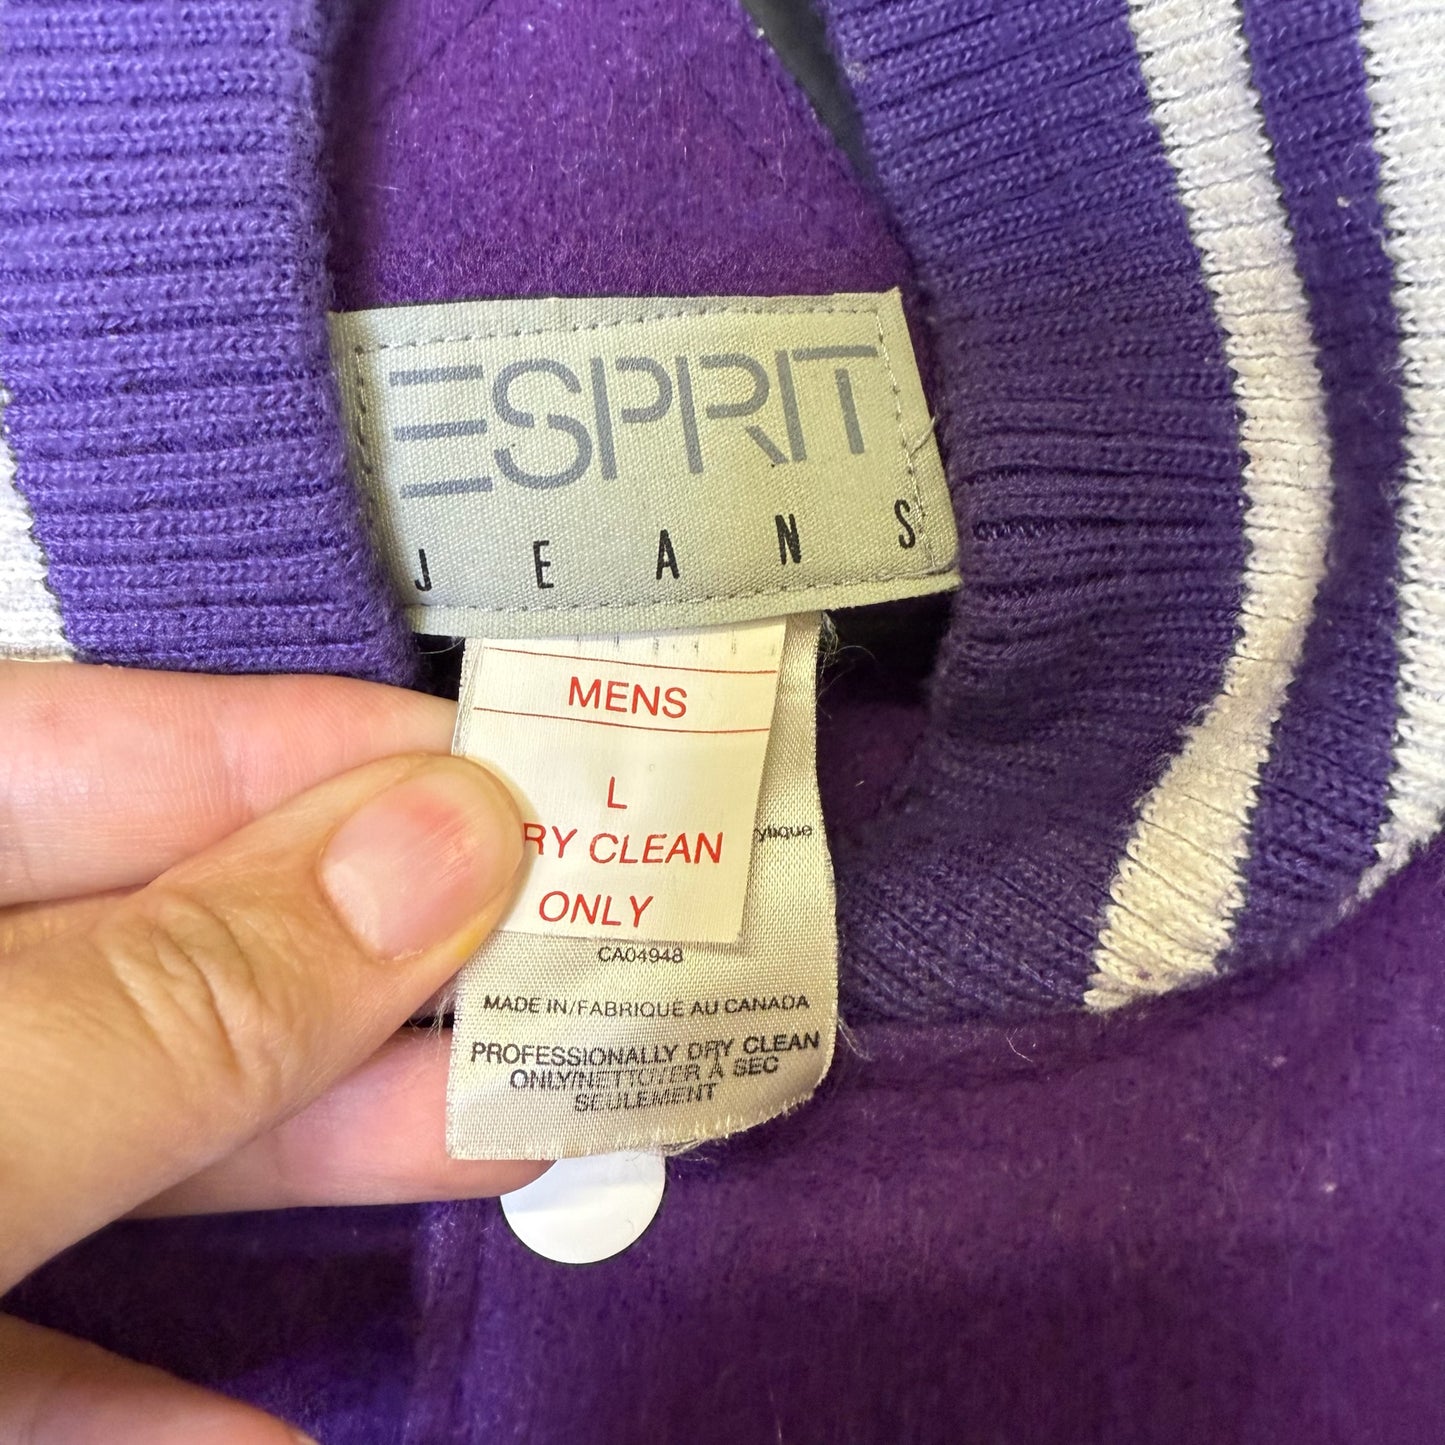 ESPRIT
JEANS
MENS
L
RY CLEAN
ylique
ONLY
CA04948
MADE IN/FABRIQUE AU CANADA
PROFESSIONALLY DRY CLEAN
ONLY/NETTOYER À SEC
SEULEMENT